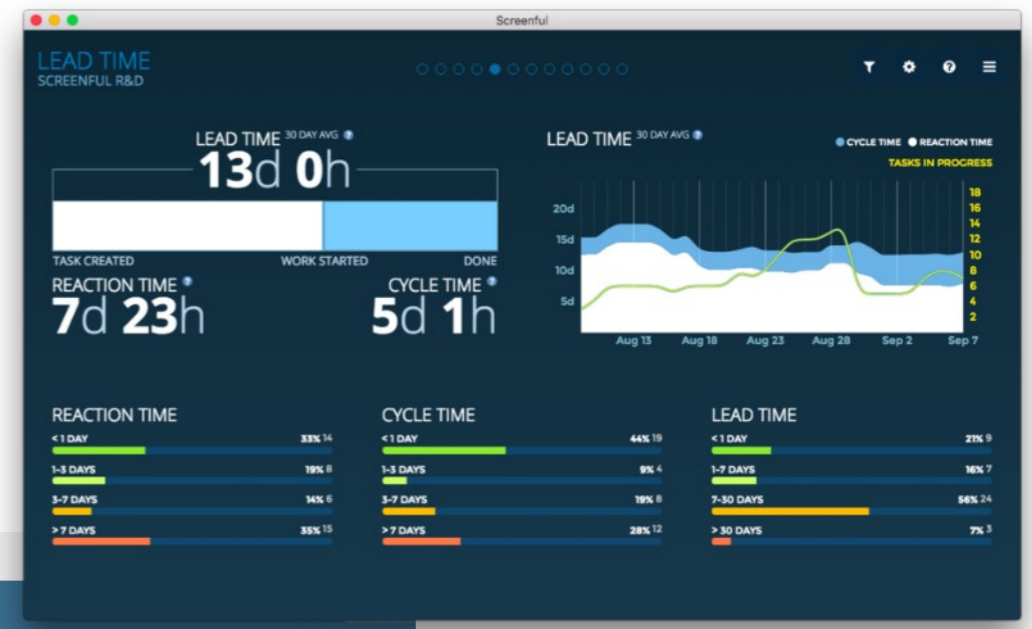 Screenful
LEAD TIME
SCREENFUL R&D
LEAD TIME 30 DAY AVG ?
13d 0h
TASK CREATED WORK STARTED DONE
REACTION TIME ?
7d 23h
CYCLE TIME ?
5d 1h
LEAD TIME 30 DAY AVG ?
CYCLE TIME REACTION TIME
TASKS IN PROGRESS
20d
15d
10d
5d
18
16
14
12
10
8
6
4
2
Aug 13 Aug 18 Aug 23 Aug 28 Sep 2 Sep 7
REACTION TIME
< 1 DAY 33% 14
1-3 DAYS 19% 8
3-7 DAYS 14% 6
> 7 DAYS 35% 15
CYCLE TIME
< 1 DAY 44% 19
1-3 DAYS 9% 4
3-7 DAYS 19% 8
> 7 DAYS 28% 12
LEAD TIME
< 1 DAY 21% 9
1-7 DAYS 16% 7
7-30 DAYS 56% 24
> 30 DAYS 7% 3